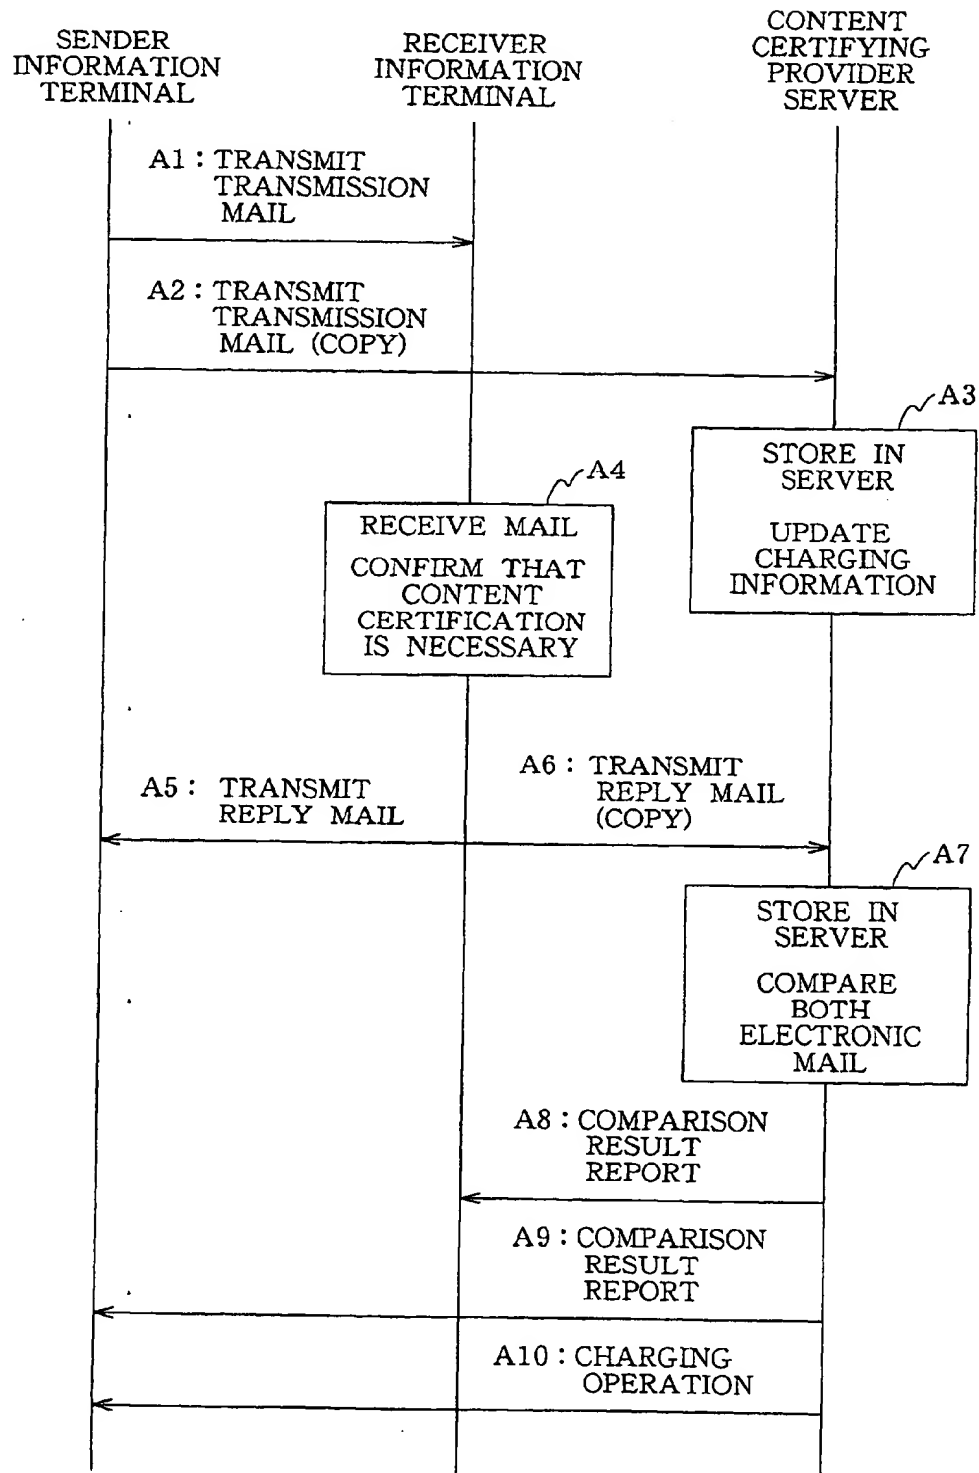 SENDER
INFORMATION
TERMINAL
RECEIVER
INFORMATION
TERMINAL
CONTENT
CERTIFYING
PROVIDER
SERVER
A1 : TRANSMIT
TRANSMISSION
MAIL
A2 : TRANSMIT
TRANSMISSION
MAIL (COPY)
A3
STORE IN
SERVER
UPDATE
CHARGING
INFORMATION
A4
RECEIVE MAIL
CONFIRM THAT
CONTENT
CERTIFICATION
IS NECESSARY
A5 : TRANSMIT
REPLY MAIL
A6 : TRANSMIT
REPLY MAIL
(COPY)
A7
STORE IN
SERVER
COMPARE
BOTH
ELECTRONIC
MAIL
A8 : COMPARISON
RESULT
REPORT
A9 : COMPARISON
RESULT
REPORT
A10 : CHARGING
OPERATION